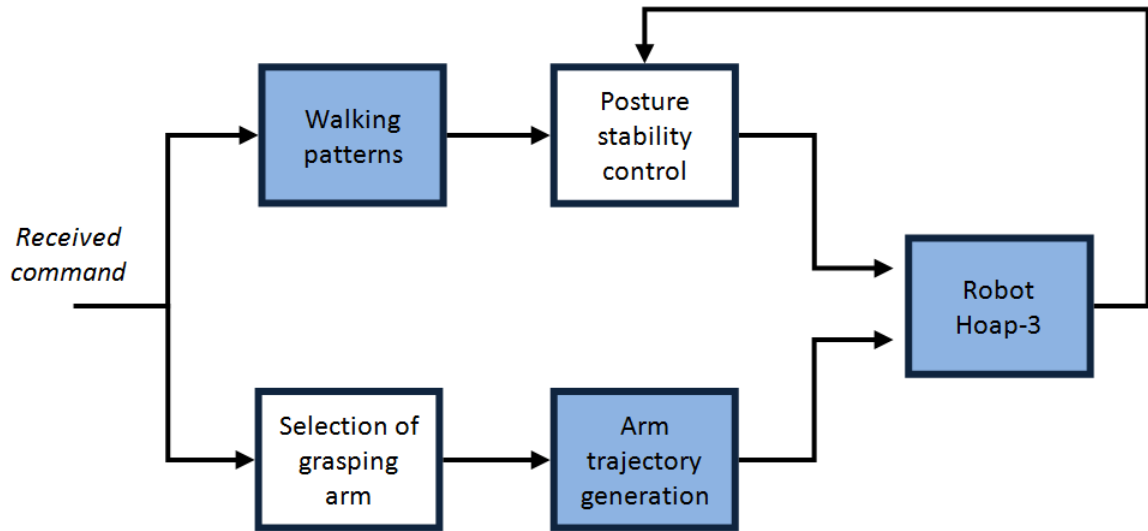 Walking
patterns
Posture
stability
control
Received
command
Robot
Hoap-3
Selection of
grasping
arm
Arm
trajectory
generation